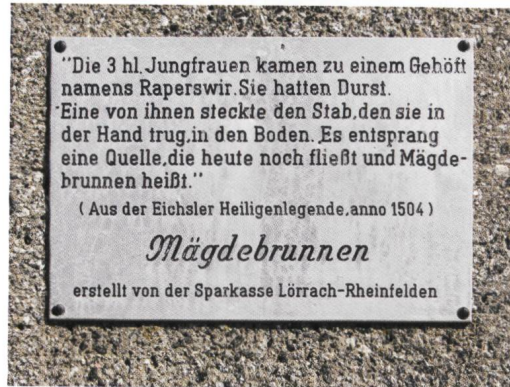 "Die 3 hl. Jungfrauen kamen zu einem Gehöft
namens Raperswir. Sie hatten Durst.
Eine von ihnen steckte den Stab, den sie in
der Hand trug, in den Boden. Es entsprang
eine Quelle, die heute noch fließt und Mägde-
brunnen heißt."
( Aus der Eichsler Heiligenlegende, anno 1504 )
Mägdebrunnen
erstellt von der Sparkasse Lörrach-Rheinfelden